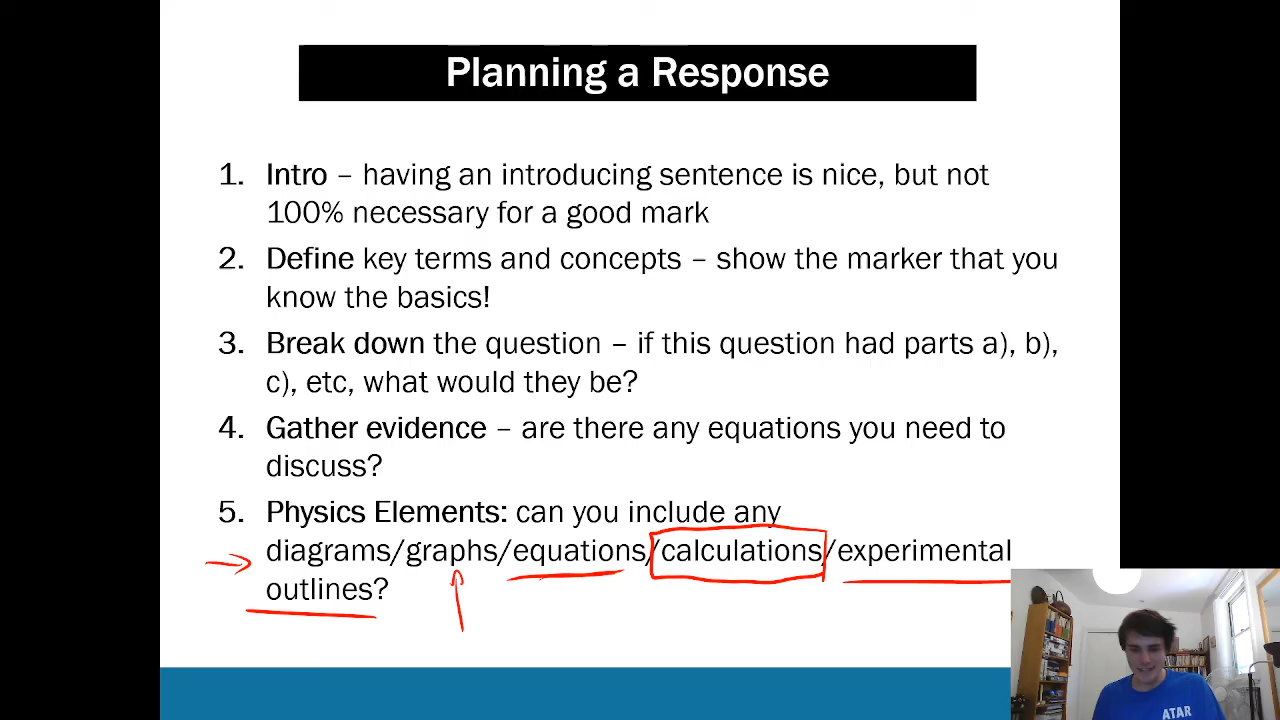 Planning a Response
1. Intro – having an introducing sentence is nice, but not
100% necessary for a good mark
2. Define key terms and concepts – show the marker that you
know the basics!
3. Break down the question – if this question had parts a), b),
c), etc, what would they be?
4. Gather evidence – are there any equations you need to
discuss?
5. Physics Elements: can you include any
diagrams/graphs/equations/calculations/experimental
outlines?
ATAR